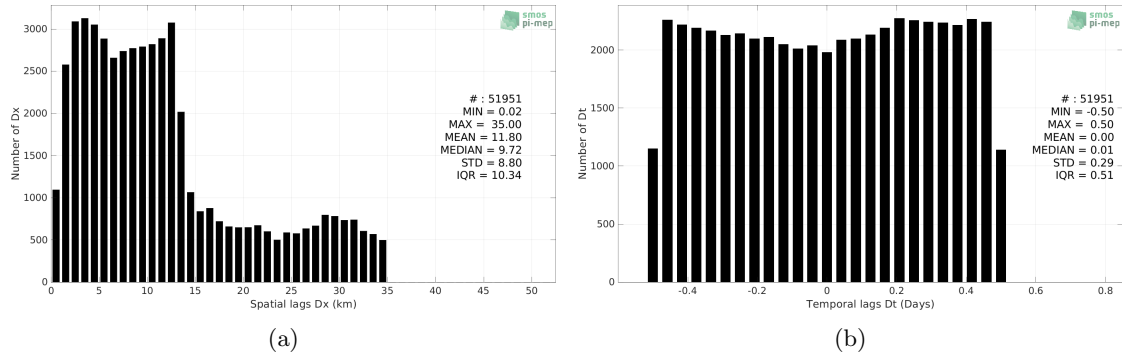 3000
2500
2000
1500
1000
500
0
Number of Dx
smos
pi-mep
# : 51951
MIN = 0.02
MAX = 35.00
MEAN = 11.80
MEDIAN = 9.72
STD = 8.80
IQR = 10.34
0 5 10 15 20 25 30 35 40 45 50
Spatial lags Dx (km)
(a)
2000
1500
1000
500
0
Number of Dt
smos
pi-mep
# : 51951
MIN = -0.50
MAX = 0.50
MEAN = 0.00
MEDIAN = 0.01
STD = 0.29
IQR = 0.51
-0.4 -0.2 0 0.2 0.4 0.6 0.8
Temporal lags Dt (Days)
(b)